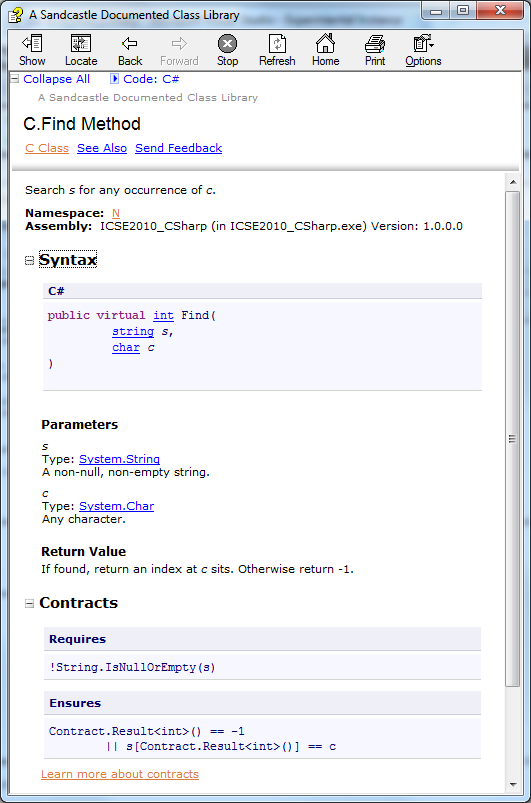 A Sandcastle Documented Class Library
Show Locate Back Forward Stop Refresh Home Print Options
Collapse All Code: C#
A Sandcastle Documented Class Library
C.Find Method
C Class See Also Send Feedback
Search s for any occurrence of c.
Namespace: N
Assembly: ICSE2010_CSharp (in ICSE2010_CSharp.exe) Version: 1.0.0.0
Syntax
C#
public virtual int Find(
string s,
char c
)
Parameters
s
Type: System.String
A non-null, non-empty string.
c
Type: System.Char
Any character.
Return Value
If found, return an index at c sits. Otherwise return -1.
Contracts
Requires
!String.IsNullOrEmpty(s)
Ensures
Contract.Result<int>() == -1
|| s[Contract.Result<int>()] == c
Learn more about contracts